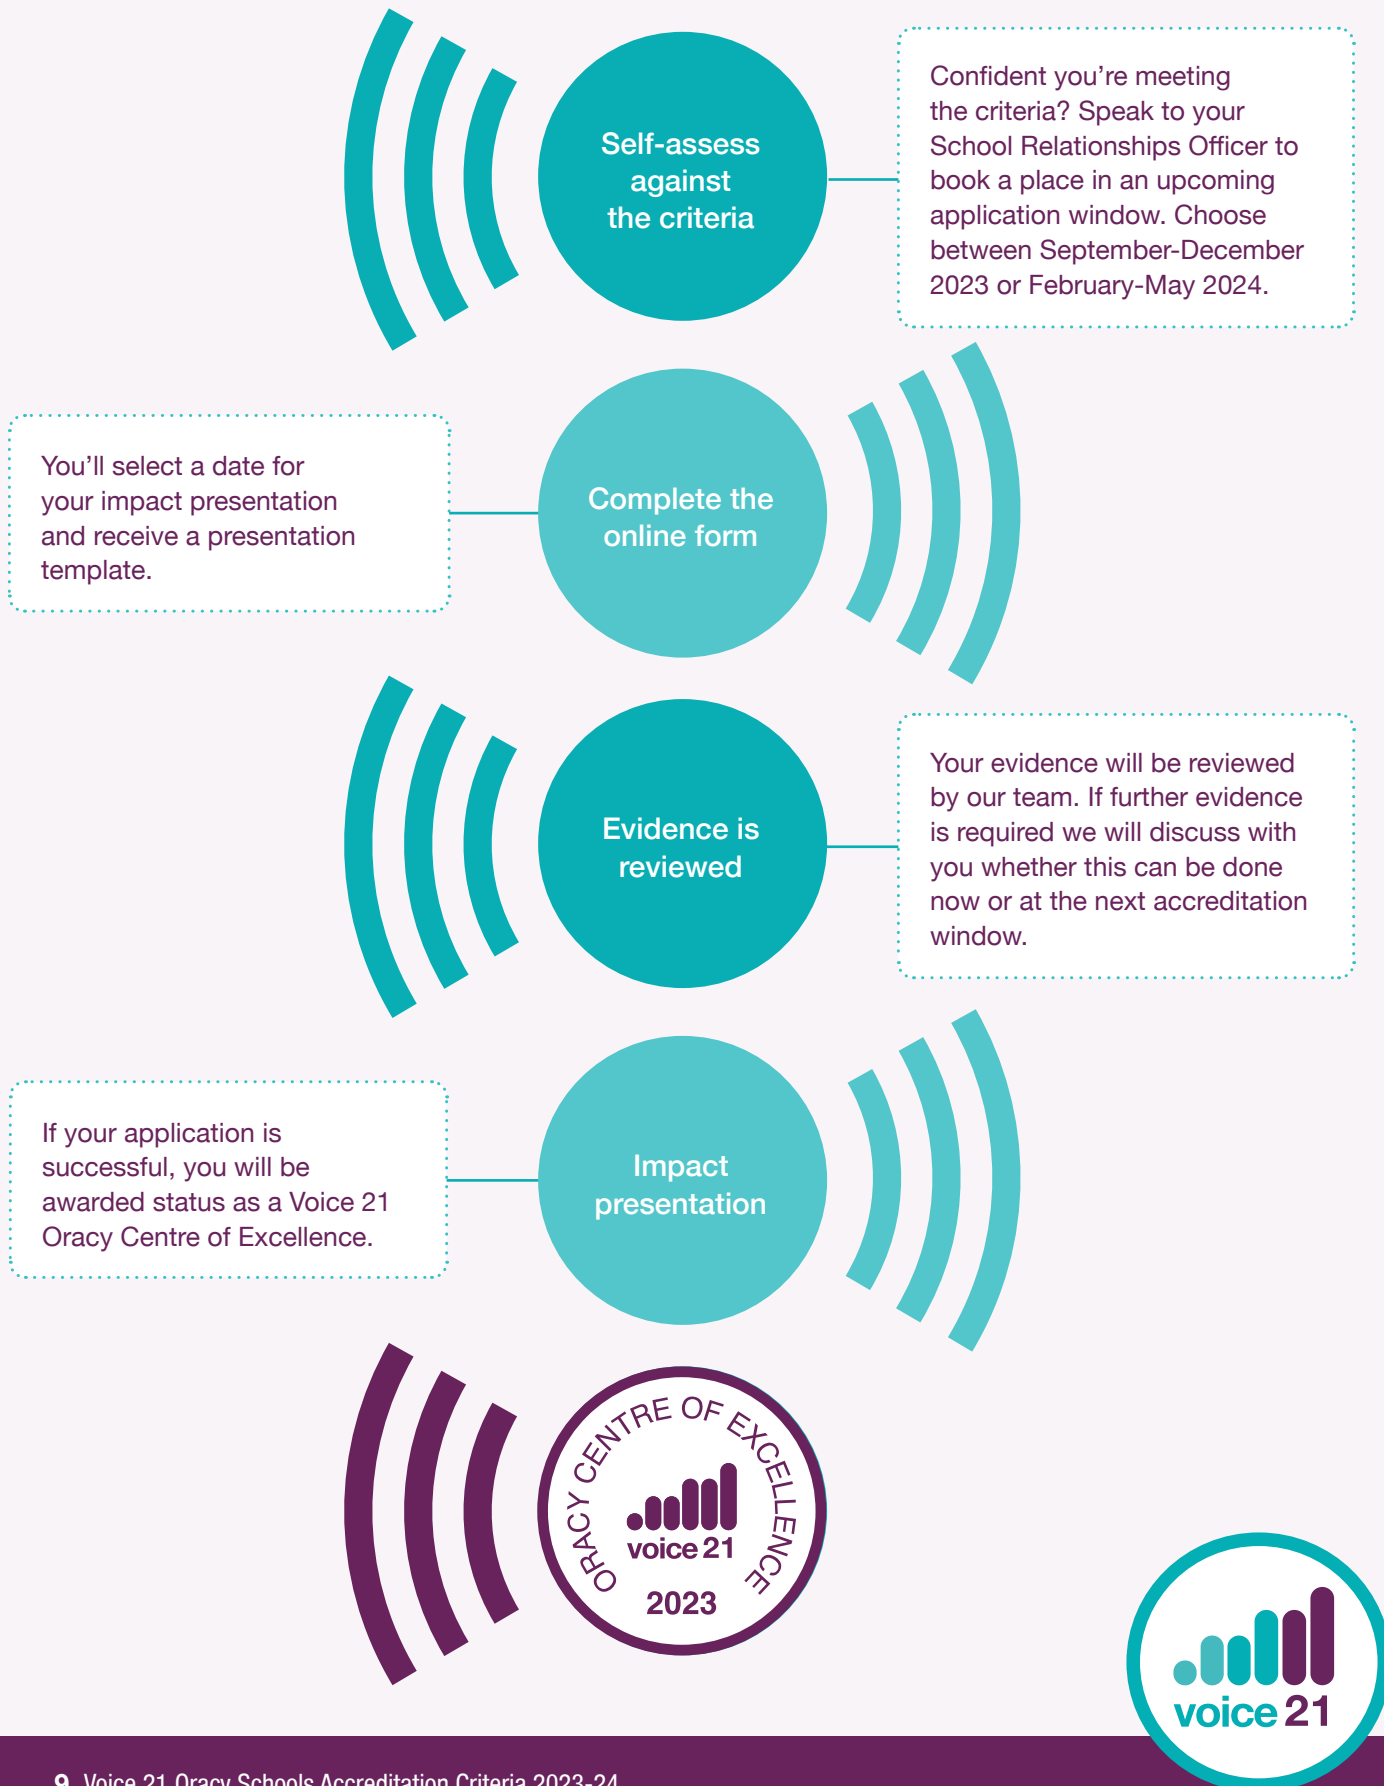 Self-assess
against
the criteria
Confident you're meeting
the criteria? Speak to your
School Relationships Officer to
book a place in an upcoming
application window. Choose
between September-December
2023 or February-May 2024.
Complete the
online form
You'll select a date for
your impact presentation
and receive a presentation
template.
Evidence is
reviewed
Your evidence will be reviewed
by our team. If further evidence
is required we will discuss with
you whether this can be done
now or at the next accreditation
window.
Impact
presentation
If your application is
successful, you will be
awarded status as a Voice 21
Oracy Centre of Excellence.
ORACY CENTRE OF EXCELLENCE
voice 21
2023
voice 21
9 Voice 21 Oracy Schools Accreditation Criteria 2023-24